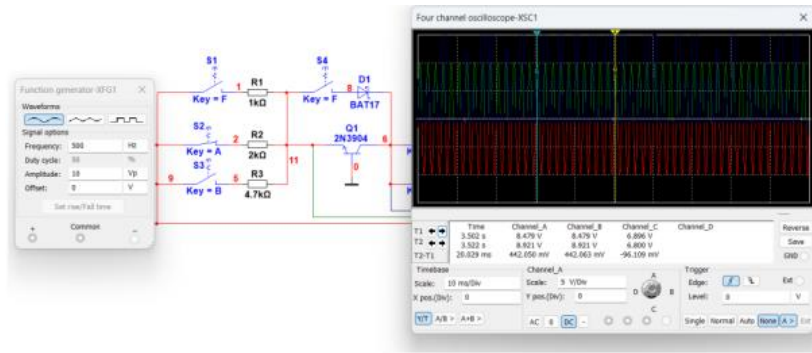 Four channel oscilloscope-XSC1
Function generator-XFG1
Waveforms
Signal options
Frequency: 500 Hz
Duty cycle: %
Amplitude: 10 Vp
Offset: 0 V
Set rise/Fall time
+ Common -
S1
1
R1
Key = F
1kΩ
S4
8
D1
Key = F
BAT17
S2
2
R2
Key = A
2kΩ
S3
9
5
R3
Key = B
4.7kΩ
11
Q1
2N3904
6
0
Time Channel_A Channel_B Channel_C Channel_D
T1 3.502 s 8.479 V 8.479 V 6.896 V
T2 3.522 s 8.921 V 8.921 V 6.800 V
T2-T1 20.029 ms 442.050 mV 442.063 mV -96.109 mV
Reverse
Save
GND
Timebase
Scale: 10 ms/Div
X pos.(Div): 0
Y/T A/B > A+B >
Channel_A
Scale: 5 V/Div
Y pos.(Div): 0
AC 0 DC -
A
B
C
D
Trigger
Edge: Ext
Level: 0 V
Single Normal Auto None A > Ext